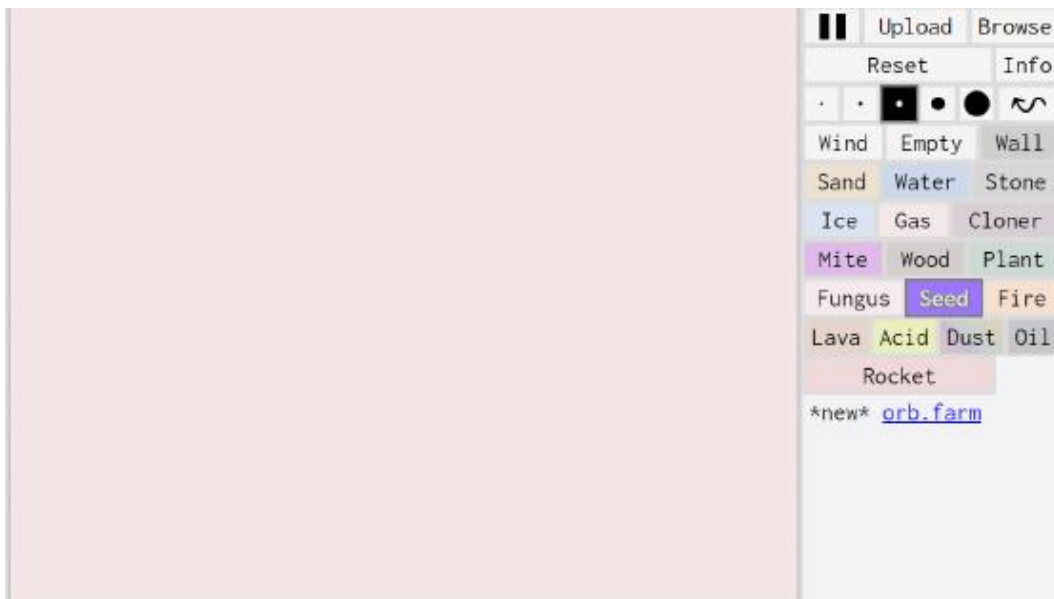 Upload Browse
Reset Info
Wind Empty Wall
Sand Water Stone
Ice Gas Cloner
Mite Wood Plant
Fungus Seed Fire
Lava Acid Dust Oil
Rocket
*new* orb.farm